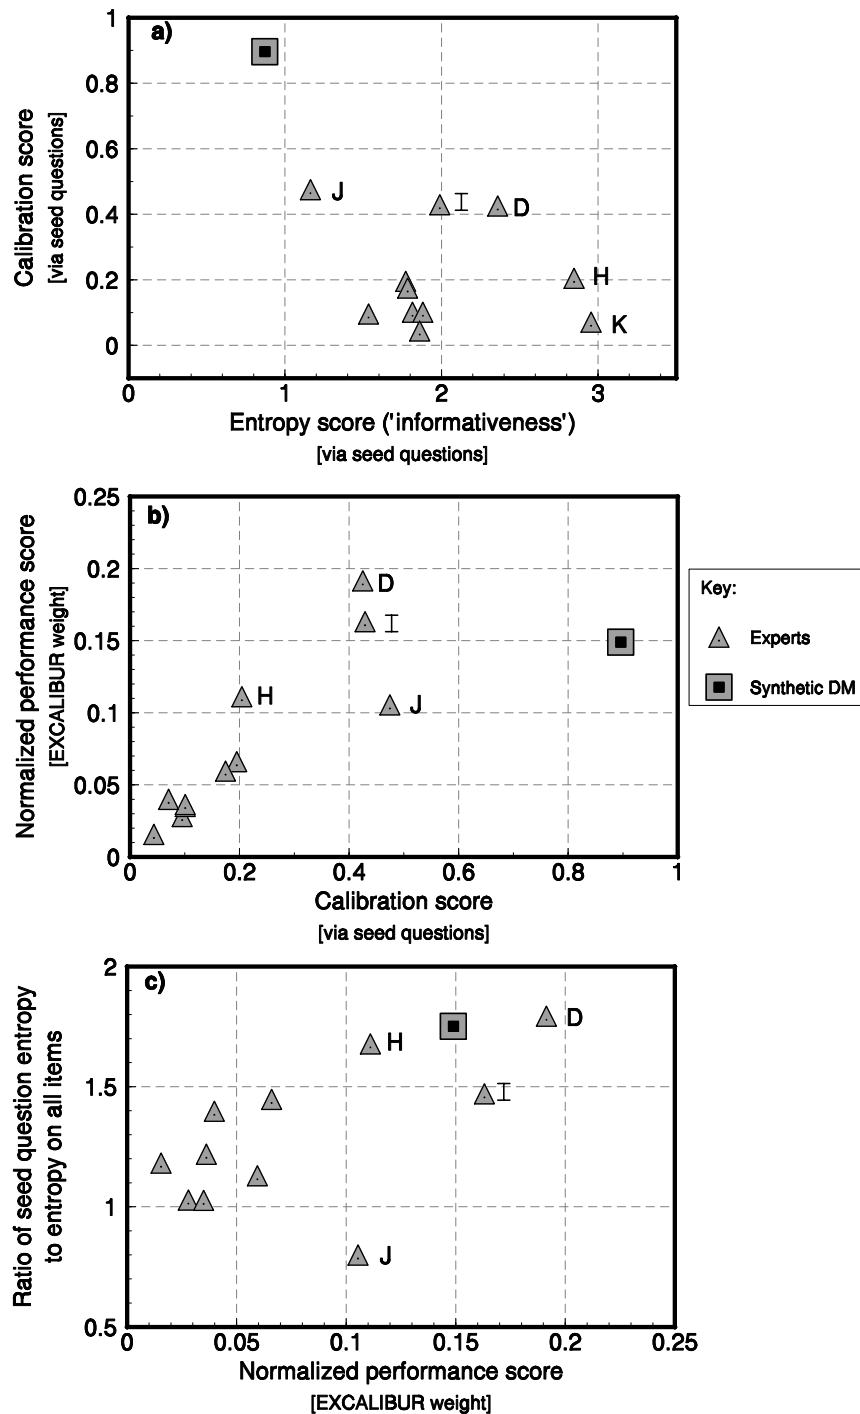 a)
1
0.8
0.6
0.4
0.2
0
Calibration score
[via seed questions]
J
I
D
H
K
0
1
2
3
Entropy score ('informativeness')
[via seed questions]
b)
0.25
0.2
0.15
0.1
0.05
0
Normalized performance score
[EXCALIBUR weight]
D
I
H
J
0
0.2
0.4
0.6
0.8
1
Calibration score
[via seed questions]
Key:
Experts
Synthetic DM
c)
2
1.5
1
0.5
Ratio of seed question entropy
to entropy on all items
D
H
I
J
0
0.05
0.1
0.15
0.2
0.25
Normalized performance score
[EXCALIBUR weight]